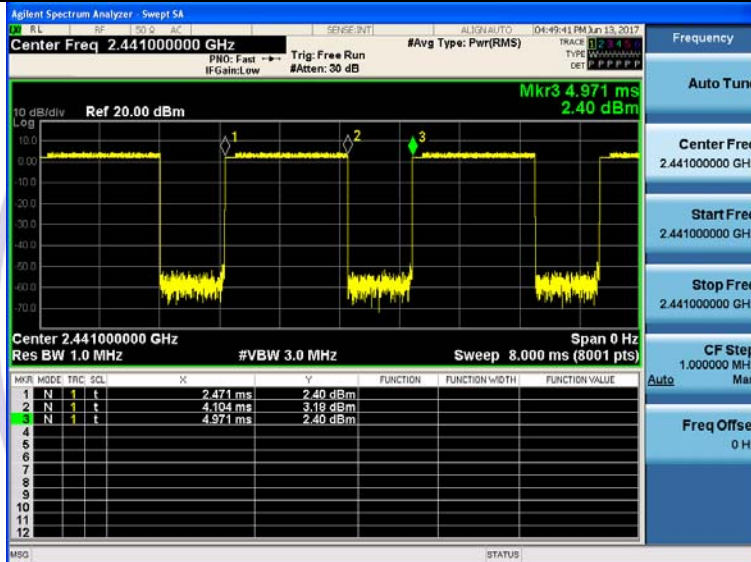 Agilent Spectrum Analyzer - Swept SA
RL RF 50 Ω AC SENSE:INT ALIGN AUTO 04:49:41 PM Jun 13, 2017
Center Freq 2.441000000 GHz
PNO: Fast
IFGain:Low
Trig: Free Run
#Atten: 30 dB
#Avg Type: Pwr(RMS)
TRACE 1 2 3 4 5 6
TYPE
DET P P P P P P
Mkr3 4.971 ms
2.40 dBm
10 dB/div Ref 20.00 dBm
Log
10.0
0.00
-10.0
-20.0
-30.0
-40.0
-50.0
-60.0
-70.0
1
2
3
Center 2.441000000 GHz
Span 0 Hz
Res BW 1.0 MHz #VBW 3.0 MHz Sweep 8.000 ms (8001 pts)
MKR MODE TRC SCL X Y FUNCTION FUNCTION WIDTH FUNCTION VALUE
1 N 1 t 2.471 ms 2.40 dBm
2 N 1 t 4.104 ms 3.18 dBm
3 N 1 t 4.971 ms 2.40 dBm
4
5
6
7
8
9
10
11
12
MSG STATUS
Frequency
Auto Tun
Center Fre
2.441000000 GH
Start Fre
2.441000000 GH
Stop Fre
2.441000000 GH
CF Ste
1.000000 MH
Auto Ma
Freq Offse
0 H